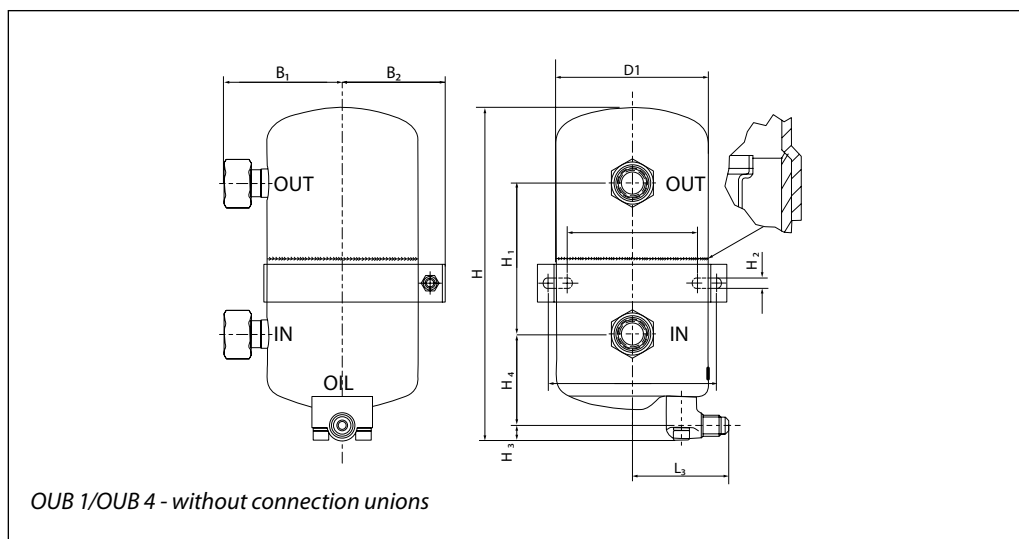 B₁ B₂ D1
OUT OUT
H
H₁
H₂
IN IN
OIL
H₄
H₃
L₃
OUB 1/OUB 4 - without connection unions